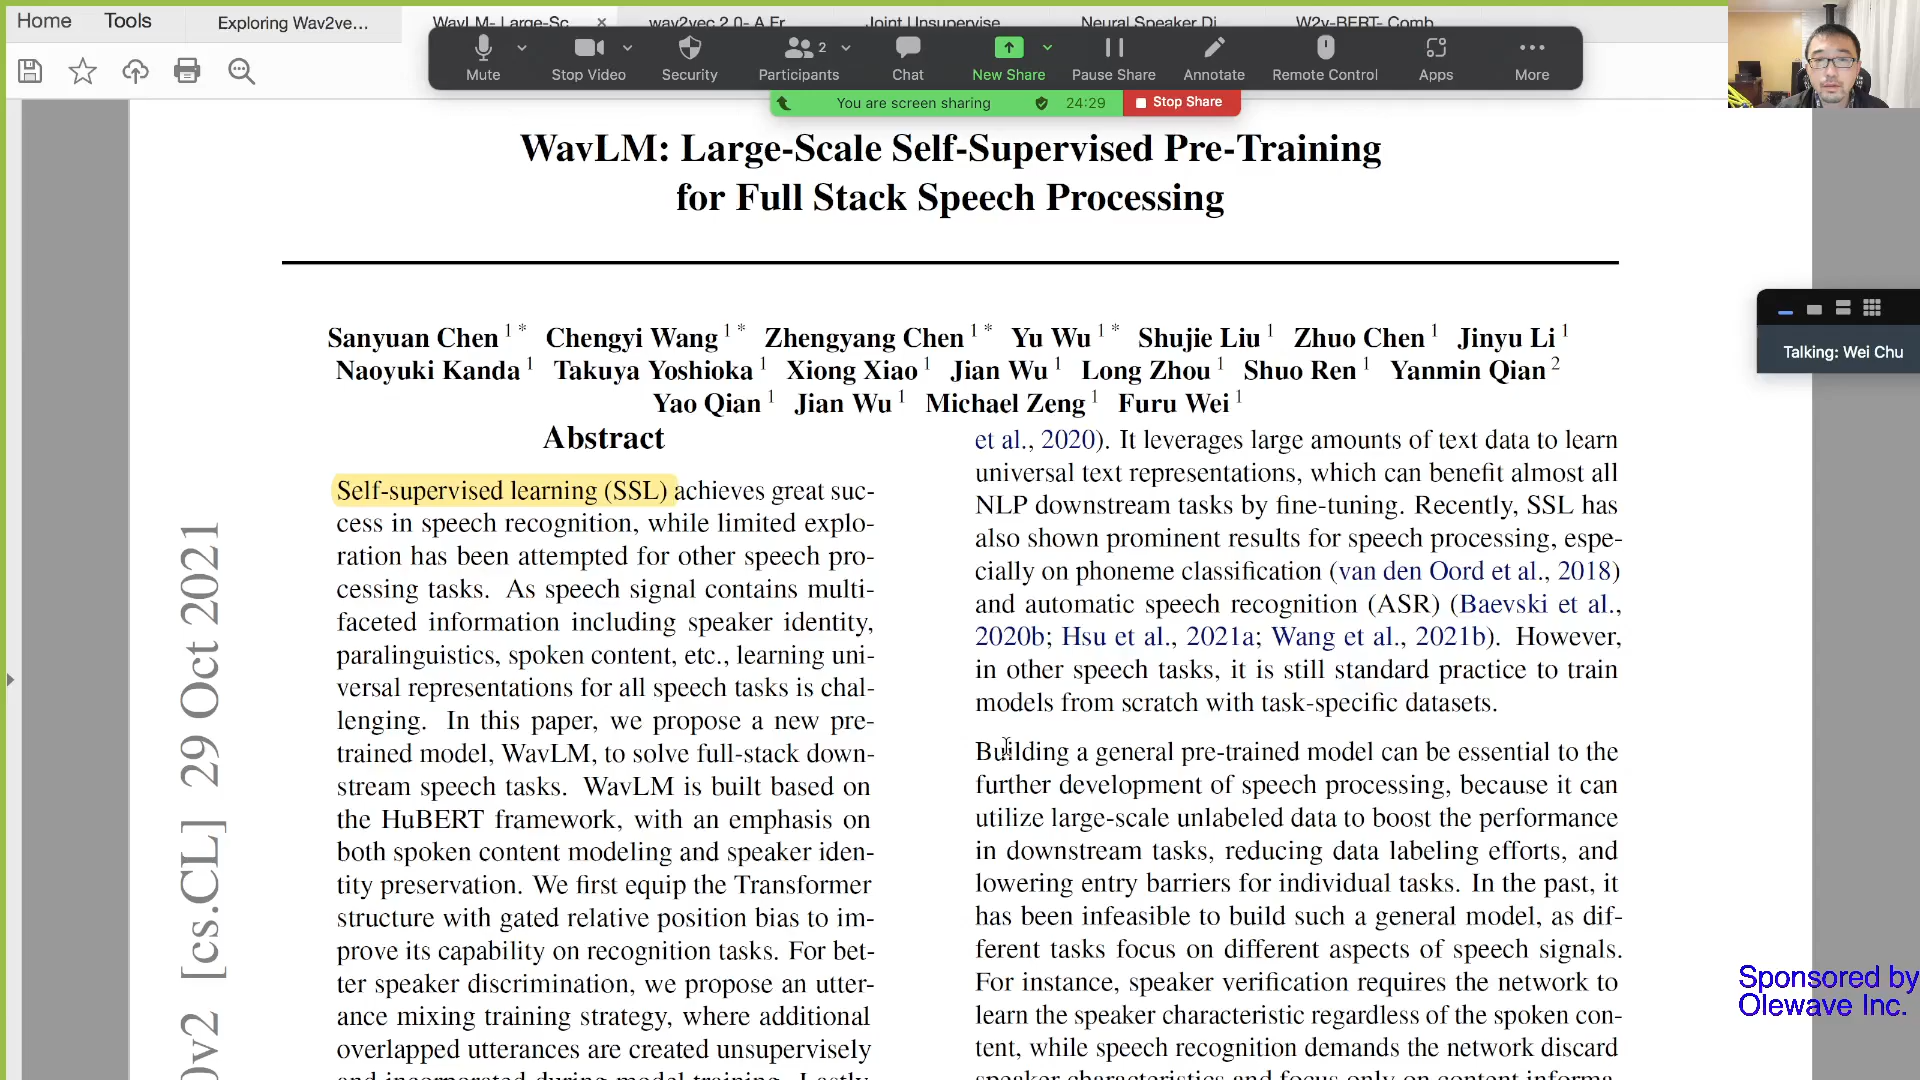 Home
Tools
Exploring Wav2ve...
WavLM- Large-Sc
wav2vec 2.0- A Fr
Joint Unsupervise
Neural Speaker Di
W2v-BERT- Comb
Mute
Stop Video
Security
2
Participants
Chat
New Share
Pause Share
Annotate
Remote Control
Apps
More
You are screen sharing
24:29
Stop Share
Talking: Wei Chu
WavLM: Large-Scale Self-Supervised Pre-Training
for Full Stack Speech Processing
Sanyuan Chen 1 * Chengyi Wang 1 * Zhengyang Chen 1 * Yu Wu 1 * Shujie Liu 1 Zhuo Chen 1 Jinyu Li 1
Naoyuki Kanda 1 Takuya Yoshioka 1 Xiong Xiao 1 Jian Wu 1 Long Zhou 1 Shuo Ren 1 Yanmin Qian 2
Yao Qian 1 Jian Wu 1 Michael Zeng 1 Furu Wei 1
Abstract
Self-supervised learning (SSL) achieves great suc-
cess in speech recognition, while limited explo-
ration has been attempted for other speech pro-
cessing tasks. As speech signal contains multi-
faceted information including speaker identity,
paralinguistics, spoken content, etc., learning uni-
versal representations for all speech tasks is chal-
lenging. In this paper, we propose a new pre-
trained model, WavLM, to solve full-stack down-
stream speech tasks. WavLM is built based on
the HuBERT framework, with an emphasis on
both spoken content modeling and speaker iden-
tity preservation. We first equip the Transformer
structure with gated relative position bias to im-
prove its capability on recognition tasks. For bet-
ter speaker discrimination, we propose an utter-
ance mixing training strategy, where additional
overlapped utterances are created unsupervisely
and incorporated during model training. Lastly,
et al., 2020). It leverages large amounts of text data to learn
universal text representations, which can benefit almost all
NLP downstream tasks by fine-tuning. Recently, SSL has
also shown prominent results for speech processing, espe-
cially on phoneme classification (van den Oord et al., 2018)
and automatic speech recognition (ASR) (Baevski et al.,
2020b; Hsu et al., 2021a; Wang et al., 2021b). However,
in other speech tasks, it is still standard practice to train
models from scratch with task-specific datasets.
Building a general pre-trained model can be essential to the
further development of speech processing, because it can
utilize large-scale unlabeled data to boost the performance
in downstream tasks, reducing data labeling efforts, and
lowering entry barriers for individual tasks. In the past, it
has been infeasible to build such a general model, as dif-
ferent tasks focus on different aspects of speech signals.
For instance, speaker verification requires the network to
learn the speaker characteristic regardless of the spoken con-
tent, while speech recognition demands the network discard
speaker characteristics and focus only on content informa-
0v2 [cs.CL] 29 Oct 2021
Sponsored by
Olewave Inc.